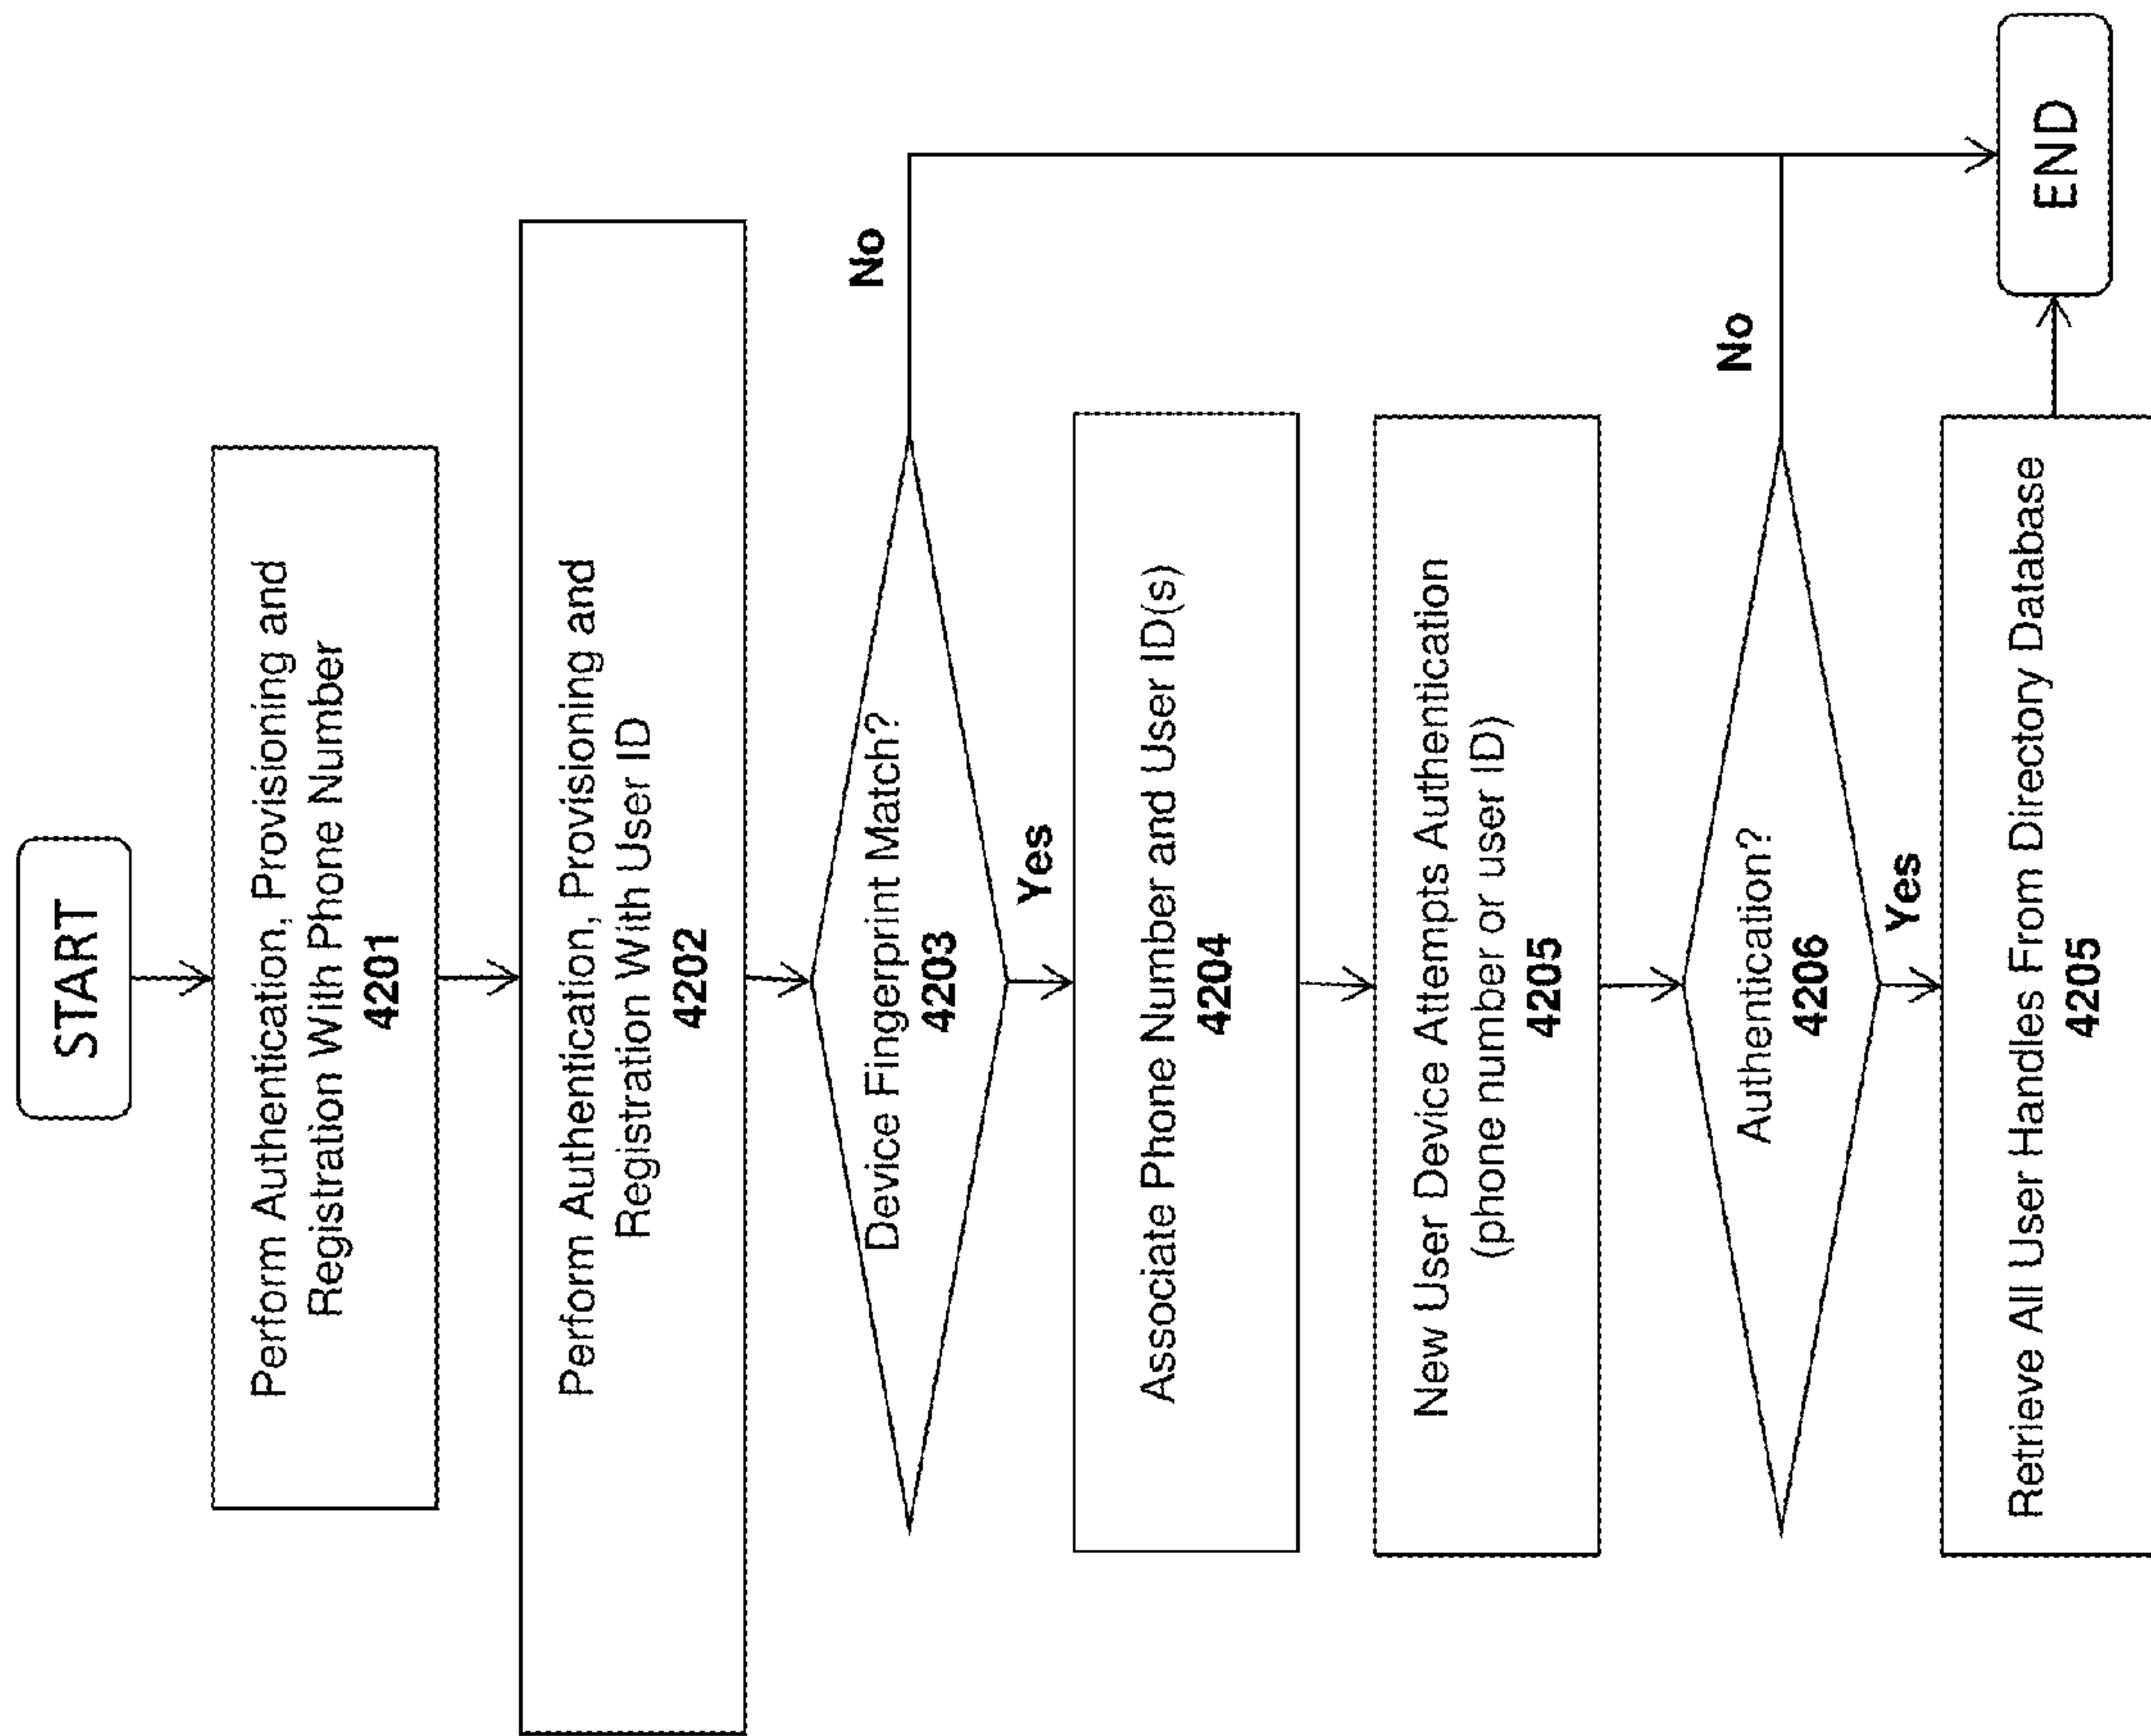 START
Perform Authentication, Provisioning and
Registration With Phone Number
4201
Perform Authentication, Provisioning and
Registration With User ID
4202
Device Fingerprint Match?
4203
No
Yes
Associate Phone Number and User ID(s)
4204
New User Device Attempts Authentication
(phone number or user ID)
4205
Authentication?
4206
No
Yes
Retrieve All User Handles From Directory Database
4205
END